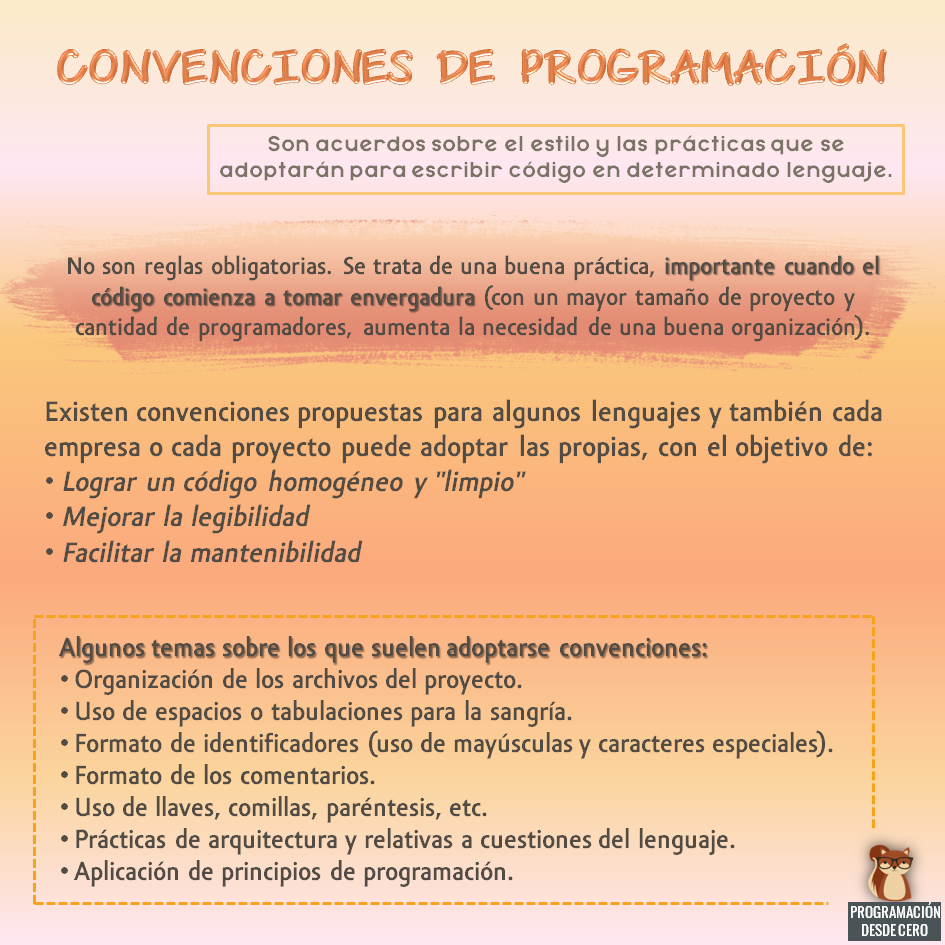 CONVENCIONES DE PROGRAMACIÓN
Son acuerdos sobre el estilo y las prácticas que se
adoptarán para escribir código en determinado lenguaje.
No son reglas obligatorias. Se trata de una buena práctica, importante cuando el
código comienza a tomar envergadura (con un mayor tamaño de proyecto y
cantidad de programadores, aumenta la necesidad de una buena organización).
Existen convenciones propuestas para algunos lenguajes y también cada
empresa o cada proyecto puede adoptar las propias, con el objetivo de:
• Lograr un código homogéneo y "limpio"
• Mejorar la legibilidad
• Facilitar la mantenibilidad
Algunos temas sobre los que suelen adoptarse convenciones:
• Organización de los archivos del proyecto.
• Uso de espacios o tabulaciones para la sangría.
• Formato de identificadores (uso de mayúsculas y caracteres especiales).
• Formato de los comentarios.
• Uso de llaves, comillas, paréntesis, etc.
• Prácticas de arquitectura y relativas a cuestiones del lenguaje.
• Aplicación de principios de programación.
PROGRAMACIÓN
DESDE CERO